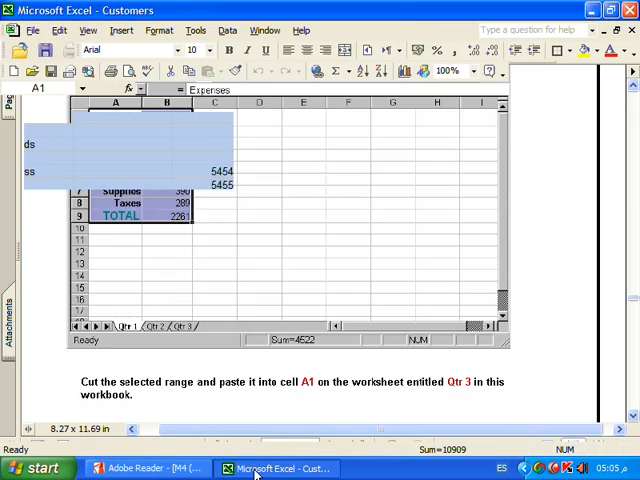 Microsoft Excel - Customers
File Edit View Insert Format Tools Data Window Help
Type a question for help
Arial 10 B I U
100%
A1 fx = Expenses
A B C D E F G H I
ds
ss 5454
5455
7 Supplies 390
8 Taxes 289
9 TOTAL 2261
10
11
12
13
14
15
16
17
Qtr 1 Qtr 2 Qtr 3
Ready Sum=4522 NUM
Attachments
Cut the selected range and paste it into cell A1 on the worksheet entitled Qtr 3 in this
workbook.
8.27 x 11.69 in
Ready Sum=10909 NUM
start Adobe Reader - [M4 (... Microsoft Excel - Cust... ES 05:05 م